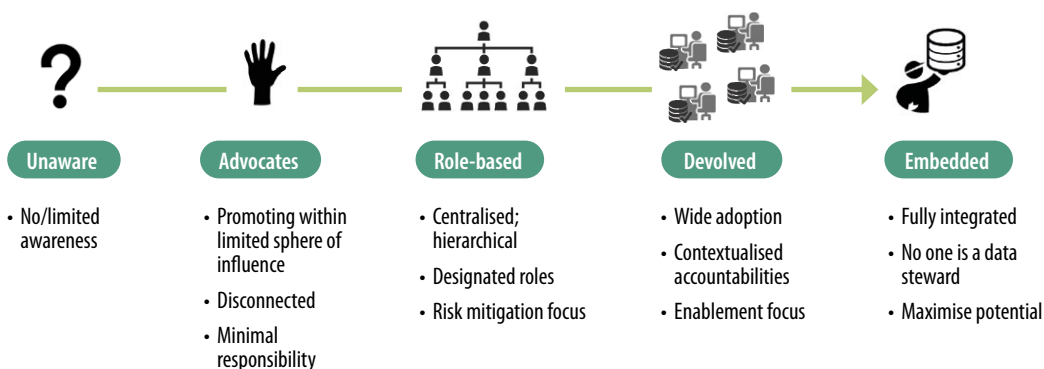 ?
Unaware
Advocates
Role-based
Devolved
Embedded
• No/limited
awareness
• Promoting within
limited sphere of
influence
• Disconnected
• Minimal
responsibility
• Centralised;
hierarchical
• Designated roles
• Risk mitigation focus
• Wide adoption
• Contextualised
accountabilities
• Enablement focus
• Fully integrated
• No one is a data
steward
• Maximise potential